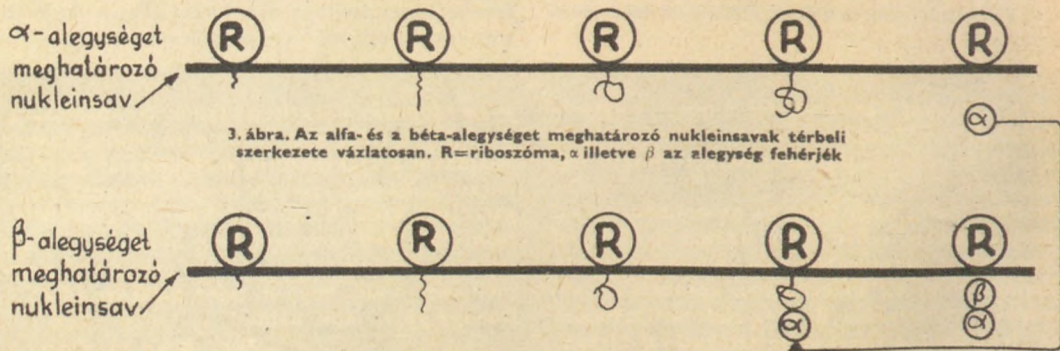 α-alegységet
meghatározó
nukleinsav
R R R R R
α
3. ábra. Az alfa- és a béta-alegységet meghatározó nukleinsavak térbeli
szerkezete vázlatosan. R=riboszóma, α illetve β az alegység fehérjék
β-alegységet
meghatározó
nukleinsav
R R R R R
β
α α